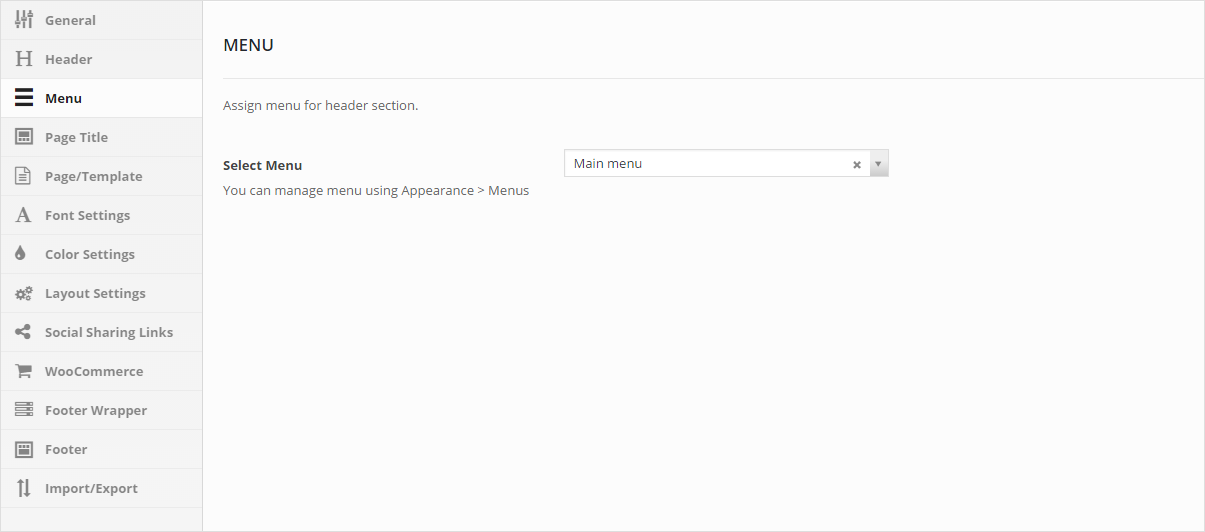 General
Header
Menu
Page Title
Page/Template
Font Settings
Color Settings
Layout Settings
Social Sharing Links
WooCommerce
Footer Wrapper
Footer
Import/Export
MENU
Assign menu for header section.
Select Menu
Main menu
You can manage menu using Appearance > Menus